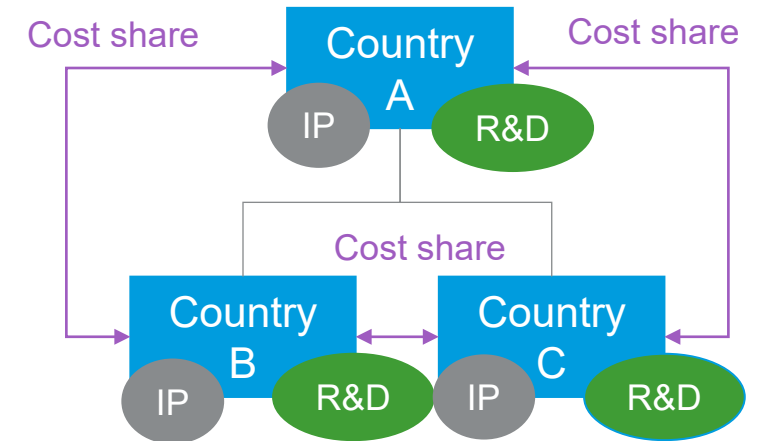 Cost share
Country
A
Cost share
IP
R&D
Cost share
Country
B
Country
C
IP
R&D
IP
R&D